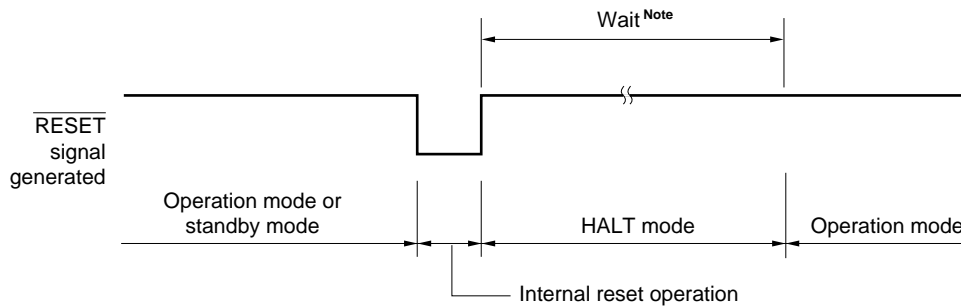 Wait Note
RESET
signal
generated
Operation mode or
standby mode
HALT mode
Operation mode
Internal reset operation